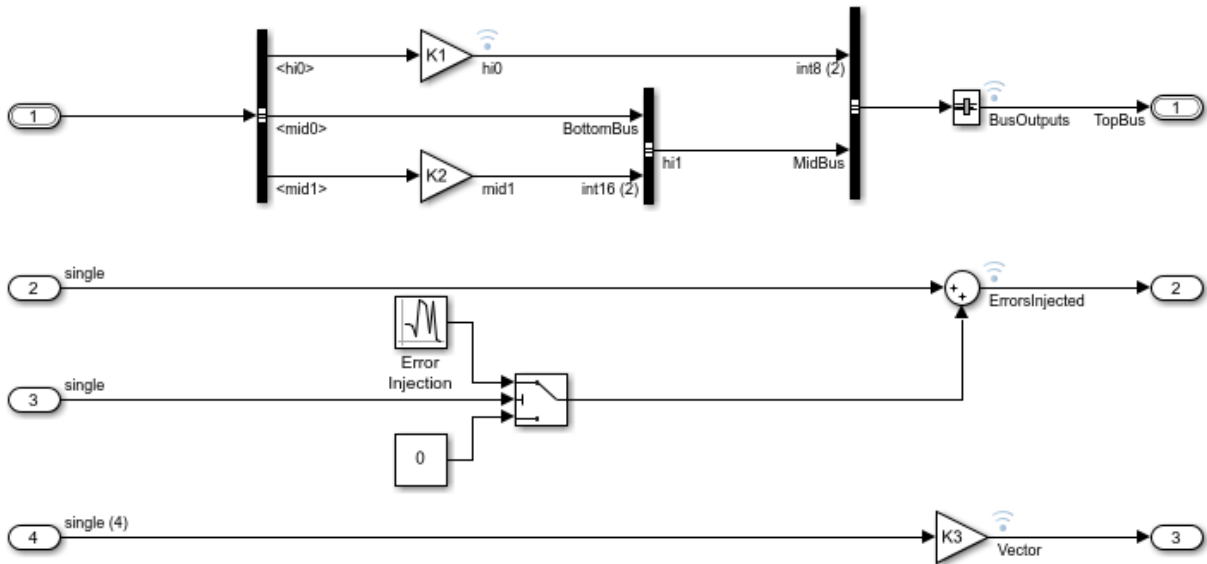 <hi0>
K1
hi0
int8 (2)
1
<mid0>
BottomBus
BusOutputs
TopBus
1
<mid1>
K2
mid1
int16 (2)
hi1
MidBus
single
2
ErrorsInjected
2
Error
Injection
single
3
0
single (4)
4
K3
Vector
3